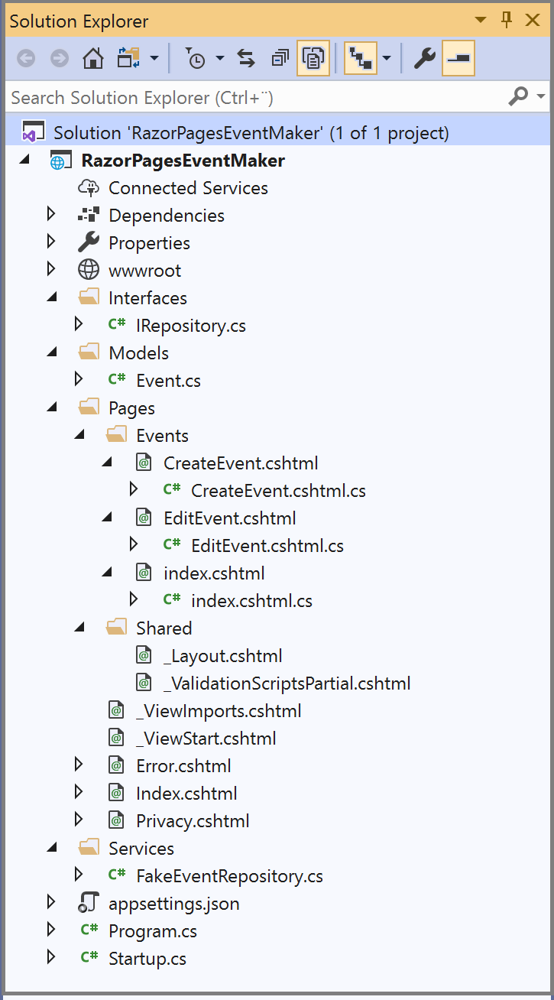 Solution Explorer
Search Solution Explorer (Ctrl+¨)
Solution 'RazorPagesEventMaker' (1 of 1 project)
RazorPagesEventMaker
Connected Services
Dependencies
Properties
wwwroot
Interfaces
C# IRepository.cs
Models
C# Event.cs
Pages
Events
@ CreateEvent.cshtml
C# CreateEvent.cshtml.cs
@ EditEvent.cshtml
C# EditEvent.cshtml.cs
@ index.cshtml
C# index.cshtml.cs
Shared
@ _Layout.cshtml
@ _ValidationScriptsPartial.cshtml
@ _ViewImports.cshtml
@ _ViewStart.cshtml
@ Error.cshtml
@ Index.cshtml
@ Privacy.cshtml
Services
C# FakeEventRepository.cs
appsettings.json
C# Program.cs
C# Startup.cs